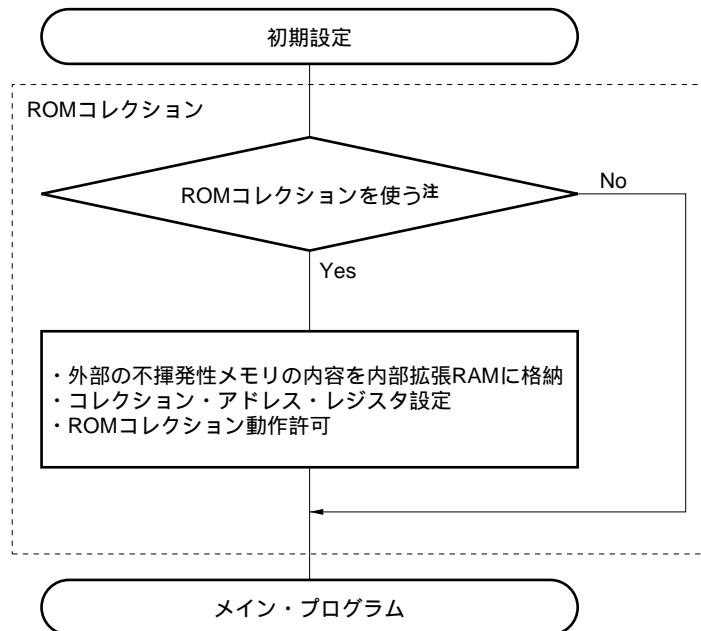 初期設定
ROMコレクション
ROMコレクションを使う注
No
Yes
・外部の不揮発性メモリの内容を内部拡張RAMに格納
・コレクション・アドレス・レジスタ設定
・ROMコレクション動作許可
メイン・プログラム